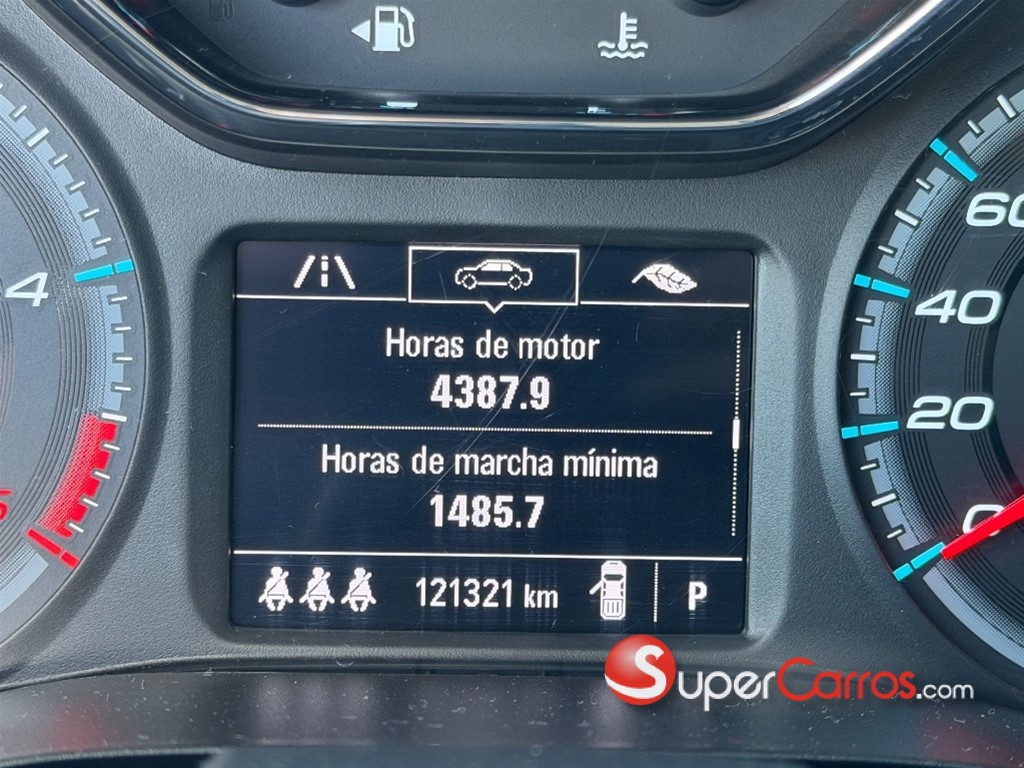 4
60
40
20
0
Horas de motor
4387.9
Horas de marcha mínima
1485.7
121321 km
P
SuperCarros.com